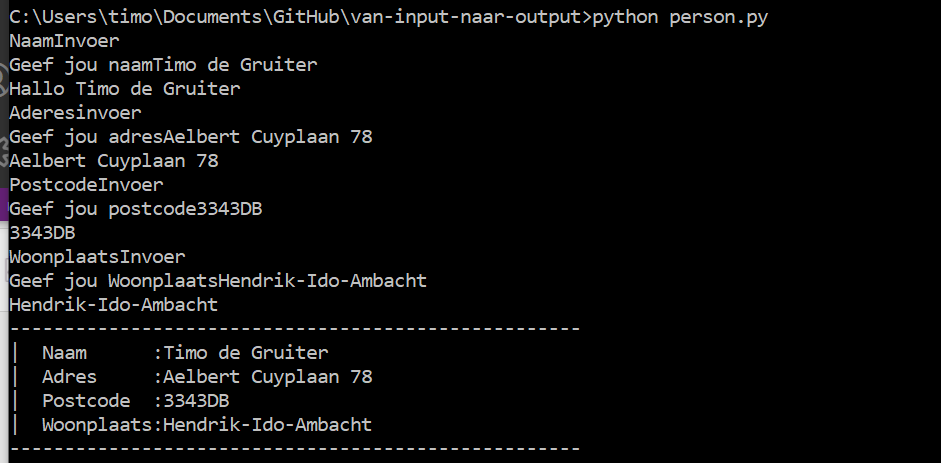 C:\Users\timo\Documents\GitHub\van-input-naar-output>python person.py
NaamInvoer
Geef jou naamTimo de Gruiter
Hallo Timo de Gruiter
Aderesinvoer
Geef jou adresAelbert Cuyplaan 78
Aelbert Cuyplaan 78
PostcodeInvoer
Geef jou postcode3343DB
3343DB
WoonplaatsInvoer
Geef jou WoonplaatsHendrik-Ido-Ambacht
Hendrik-Ido-Ambacht
----------------------------------------------------
|  Naam      :Timo de Gruiter
|  Adres     :Aelbert Cuyplaan 78
|  Postcode  :3343DB
|  Woonplaats:Hendrik-Ido-Ambacht
----------------------------------------------------